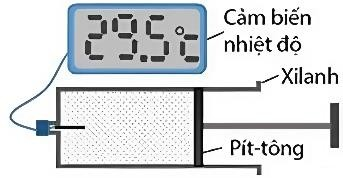 29.5°C
Cảm biến
nhiệt độ
Xilanh
Pít-tông